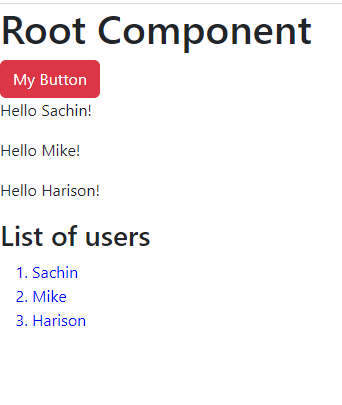 Root Component
My Button
Hello Sachin!
Hello Mike!
Hello Harison!
List of users
1. Sachin
2. Mike
3. Harison